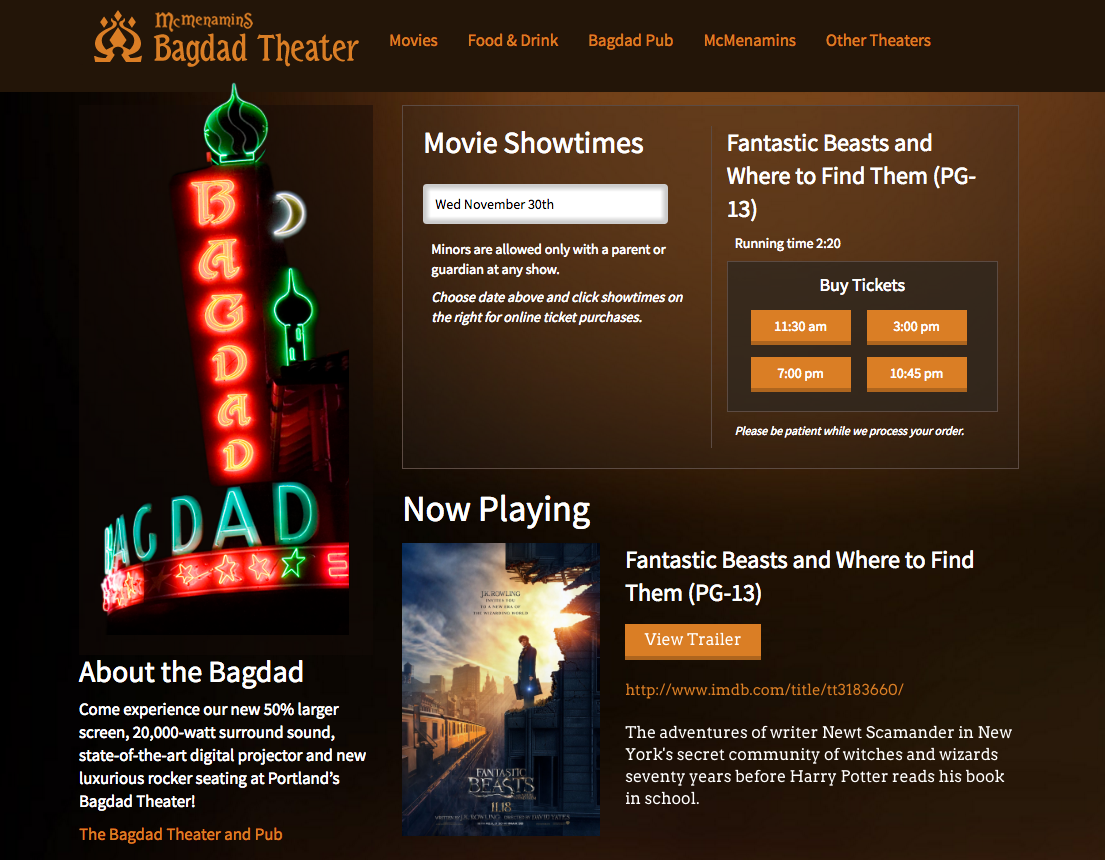 McMenamins
Bagdad Theater
Movies
Food & Drink
Bagdad Pub
McMenamins
Other Theaters
BAGDAD
BAGDAD
Movie Showtimes
Wed November 30th
Minors are allowed only with a parent or
guardian at any show.
Choose date above and click showtimes on
the right for online ticket purchases.
Fantastic Beasts and
Where to Find Them (PG-
13)
Running time 2:20
Buy Tickets
11:30 am
3:00 pm
7:00 pm
10:45 pm
Please be patient while we process your order.
About the Bagdad
Come experience our new 50% larger
screen, 20,000-watt surround sound,
state-of-the-art digital projector and new
luxurious rocker seating at Portland’s
Bagdad Theater!
The Bagdad Theater and Pub
Now Playing
J.K. ROWLING
INVITES YOU
TO A NEW ERA OF
THE WIZARDING WORLD
FANTASTIC
BEASTS
11.18
WRITTEN BY J.K. ROWLING DIRECTED BY DAVID YATES
Fantastic Beasts and Where to Find
Them (PG-13)
View Trailer
http://www.imdb.com/title/tt3183660/
The adventures of writer Newt Scamander in New
York's secret community of witches and wizards
seventy years before Harry Potter reads his book
in school.